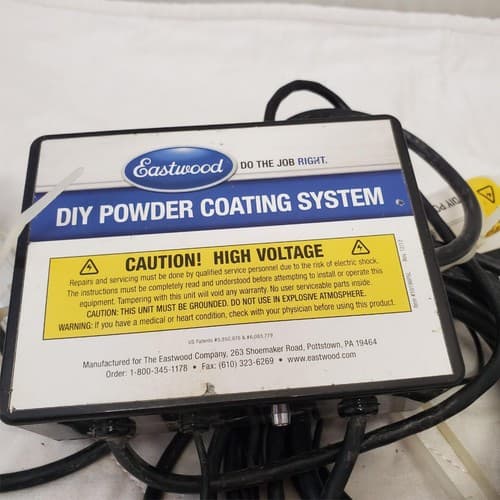 Eastwood DO THE JOB RIGHT.
DIY POWDER COATING SYSTEM
CAUTION! HIGH VOLTAGE
Repairs and servicing must be done by qualified service personnel due to the risk of electric shock.
The instructions must be completely read and understood before attempting to install or operate this
equipment. Tampering with this unit will void any warranty. No user serviceable parts inside.
CAUTION: THIS UNIT MUST BE GROUNDED. DO NOT USE IN EXPLOSIVE ATMOSPHERE.
WARNING: If you have a medical or heart condition, check with your physician before using this product.
Manufactured for The Eastwood Company, 263 Shoemaker Road, Pottstown, PA 19464
Order: 1-800-345-1178 • Fax: (610) 323-6269 • www.eastwood.com
DIY PO